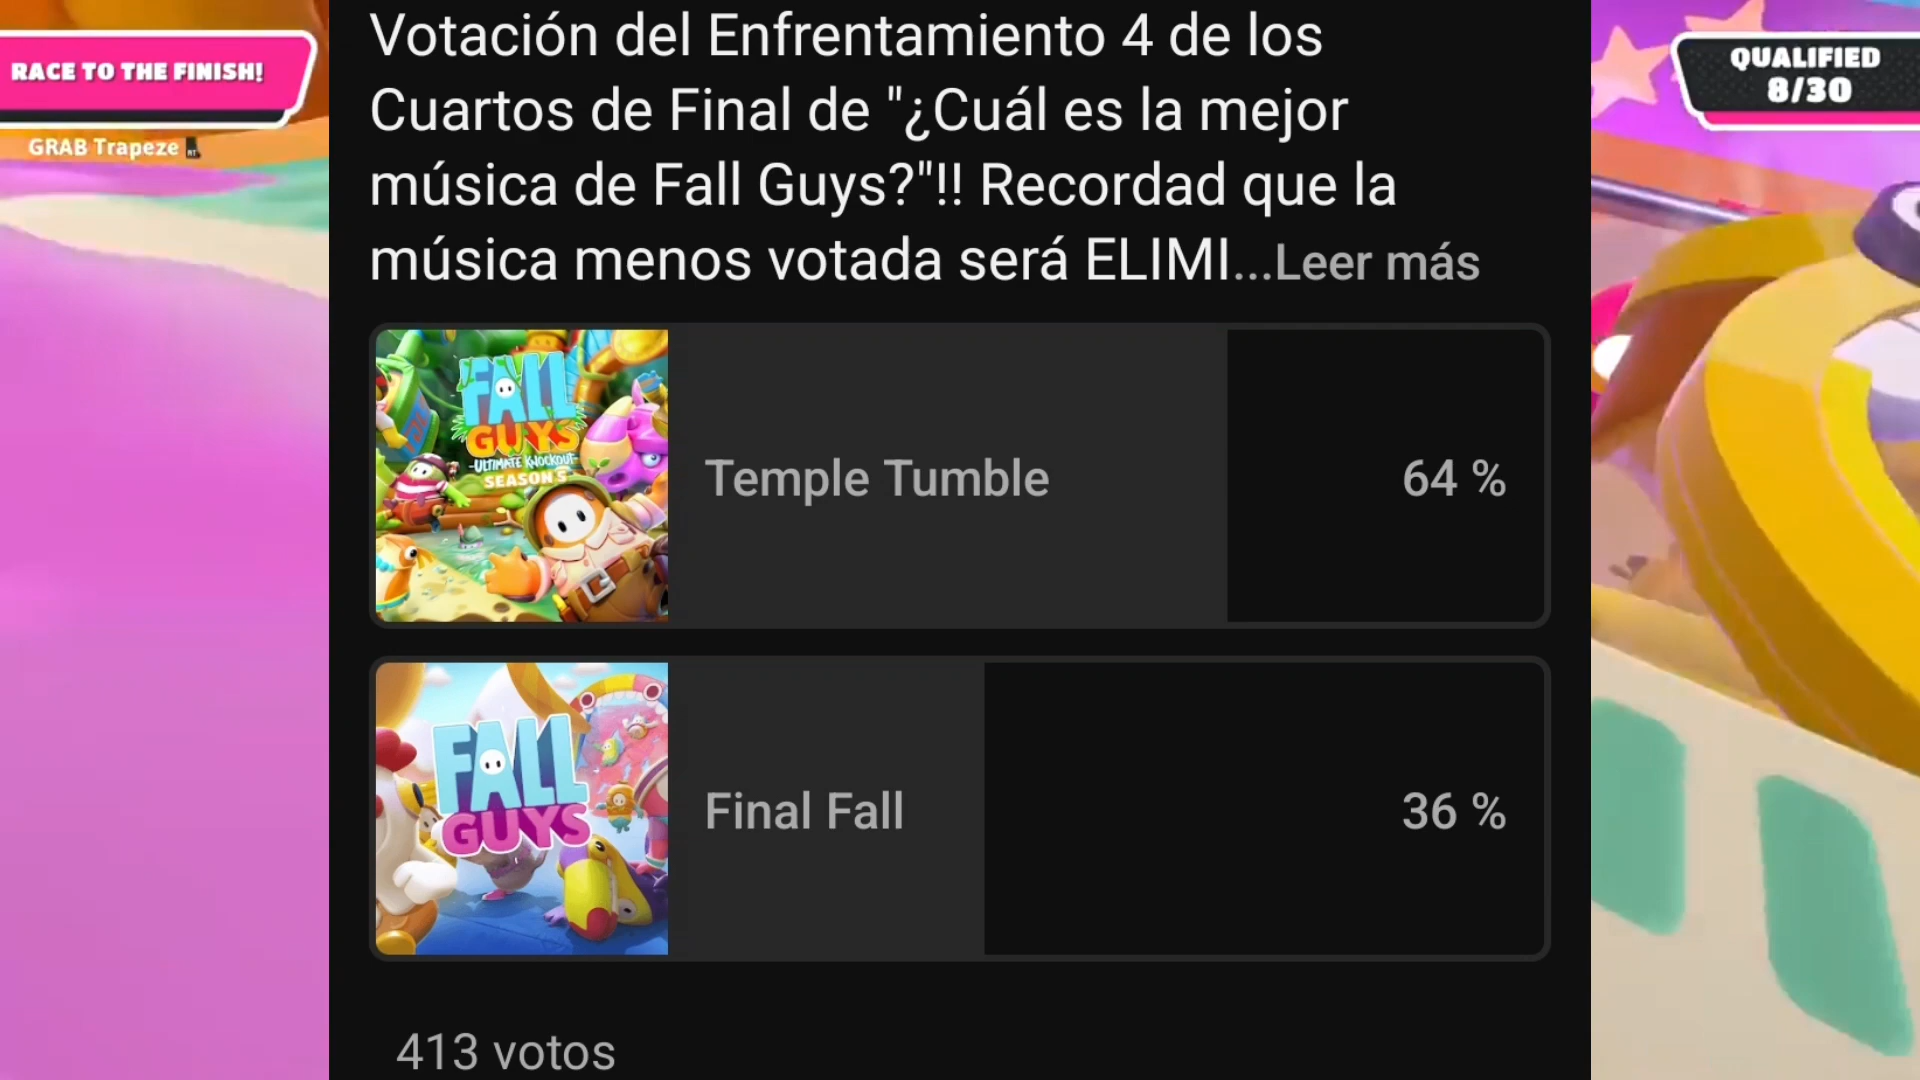 RACE TO THE FINISH!
GRAB Trapeze RT
QUALIFIED
8/30
Votación del Enfrentamiento 4 de los
Cuartos de Final de "¿Cuál es la mejor
música de Fall Guys?"!! Recordad que la
música menos votada será ELIMI...Leer más
FALL
GUYS
-ULTIMATE KNOCKOUT-
SEASON 5
Temple Tumble
64 %
FALL
GUYS
Final Fall
36 %
413 votos